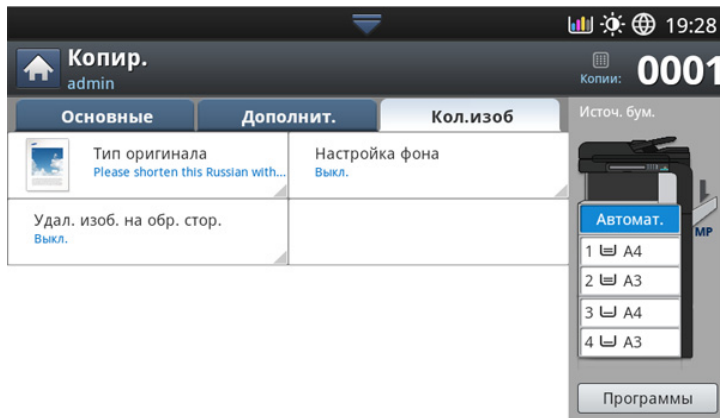 19:28
Копир.
admin
Копии: 0001
Основные
Дополнит.
Кол.изоб
Источ. бум.
Тип оригинала
Please shorten this Russian with...
Настройка фона
Выкл.
Удал. изоб. на обр. стор.
Выкл.
Автомат.
MP
1 A4
2 A3
3 A4
4 A3
Программы